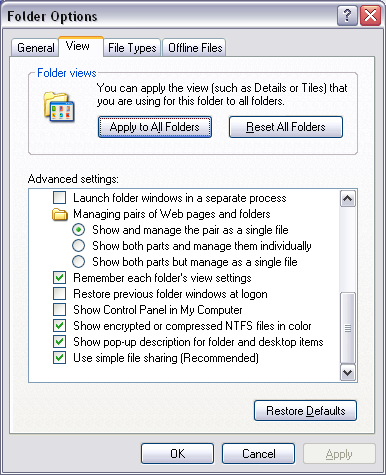 Folder Options
General
View
File Types
Offline Files
Folder views
You can apply the view (such as Details or Tiles) that
you are using for this folder to all folders.
Apply to All Folders
Reset All Folders
Advanced settings:
Launch folder windows in a separate process
Managing pairs of Web pages and folders
Show and manage the pair as a single file
Show both parts and manage them individually
Show both parts but manage as a single file
Remember each folder's view settings
Restore previous folder windows at logon
Show Control Panel in My Computer
Show encrypted or compressed NTFS files in color
Show pop-up description for folder and desktop items
Use simple file sharing (Recommended)
Restore Defaults
OK
Cancel
Apply